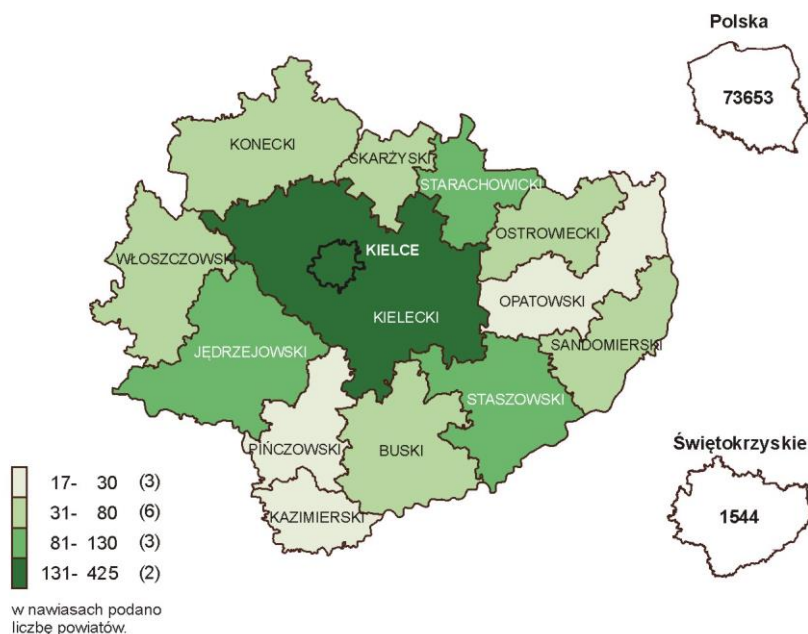 Polska
73653
KONECKI
SKARŻYSKI
STARACHOWICKI
OSTROWIECKI
WŁOSZCZOWSKI
KIELCE
OPATOWSKI
KIELECKI
SANDOMIERSKI
JĘDRZEJOWSKI
STASZOWSKI
PIŃCZOWSKI
BUSKI
KAZIMIERSKI
Świętokrzyskie
1544
17- 30 (3)
31- 80 (6)
81- 130 (3)
131- 425 (2)
w nawiasach podano
liczbę powiatów.